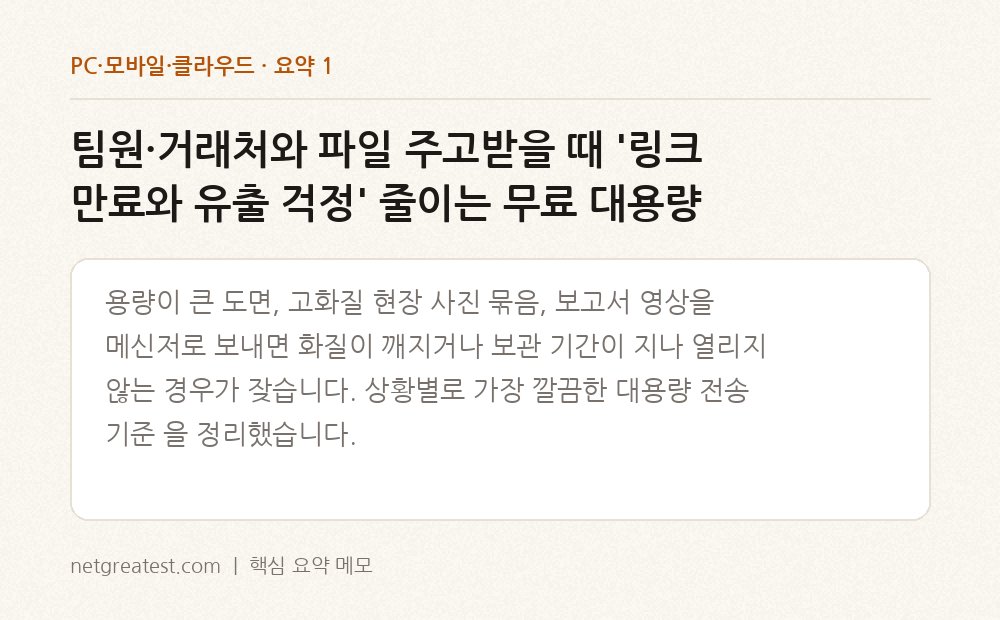 PC·모바일·클라우드 · 요약 1
팀원·거래처와 파일 주고받을 때 '링크
만료와 유출 걱정' 줄이는 무료 대용량
용량이 큰 도면, 고화질 현장 사진 묶음, 보고서 영상을
메신저로 보내면 화질이 깨지거나 보관 기간이 지나 열리지
않는 경우가 잦습니다. 상황별로 가장 깔끔한 대용량 전송
기준 을 정리했습니다.
netgreatest.com | 핵심 요약 메모